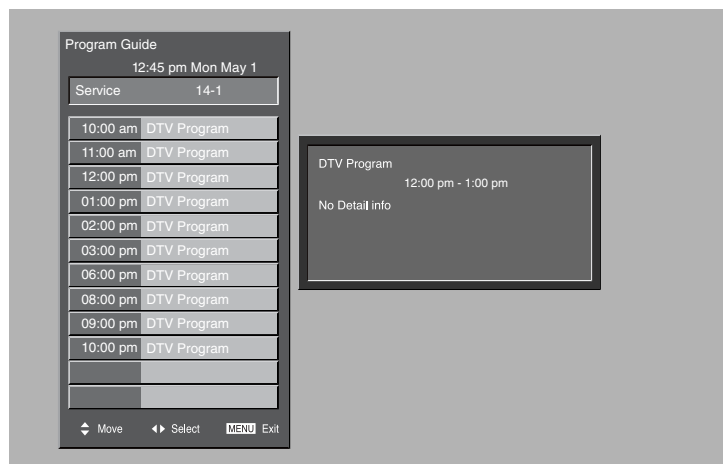 Program Guide
12:45 pm Mon May 1
Service 14-1
10:00 am DTV Program
11:00 am DTV Program
12:00 pm DTV Program
01:00 pm DTV Program
02:00 pm DTV Program
03:00 pm DTV Program
06:00 pm DTV Program
08:00 pm DTV Program
09:00 pm DTV Program
10:00 pm DTV Program
Move Select MENU Exit
DTV Program
12:00 pm - 1:00 pm
No Detail info